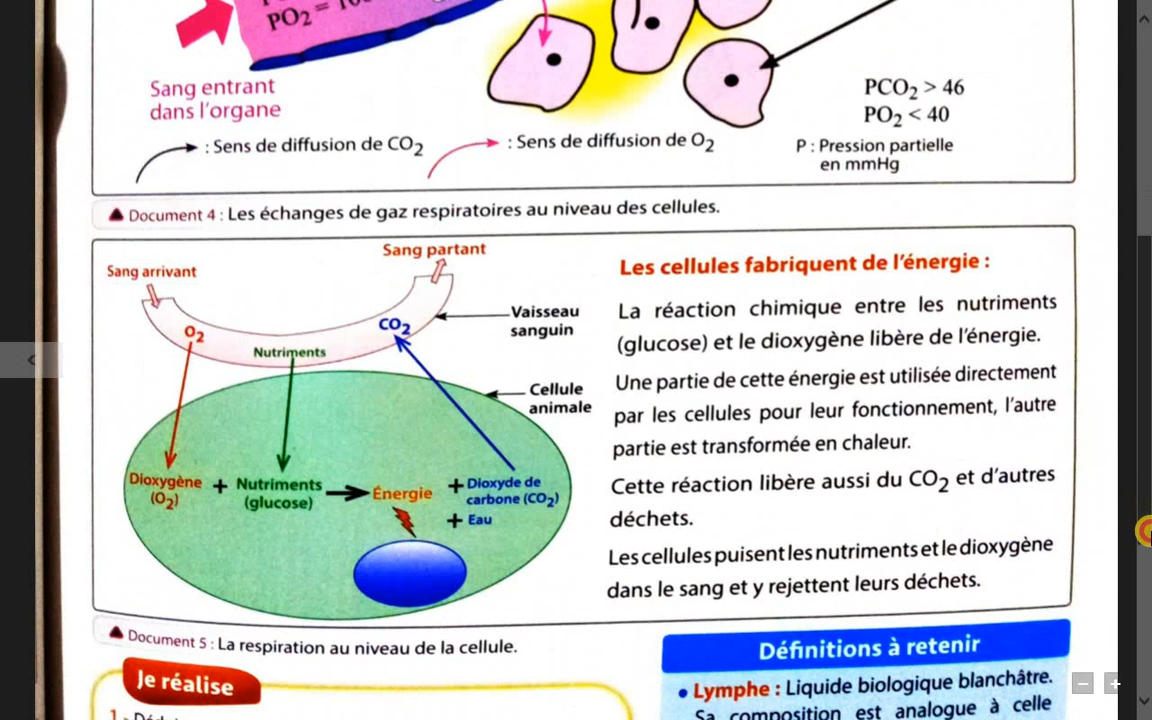 PO2 =
Sang entrant
dans l'organe
: Sens de diffusion de CO2
: Sens de diffusion de O2
PCO2 > 46
PO2 < 40
P : Pression partielle
en mmHg
Document 4 : Les échanges de gaz respiratoires au niveau des cellules.
Sang arrivant
Sang partant
O2
Nutriments
CO2
Vaisseau
sanguin
Cellule
animale
Dioxygène
(O2)
+
Nutriments
(glucose)
Énergie
+ Dioxyde de
carbone (CO2)
+ Eau
Les cellules fabriquent de l'énergie :
La réaction chimique entre les nutriments
(glucose) et le dioxygène libère de l'énergie.
Une partie de cette énergie est utilisée directement
par les cellules pour leur fonctionnement, l'autre
partie est transformée en chaleur.
Cette réaction libère aussi du CO2 et d'autres
déchets.
Les cellules puisent les nutriments et le dioxygène
dans le sang et y rejettent leurs déchets.
Document 5 : La respiration au niveau de la cellule.
Je réalise
1 -
Définitions à retenir
• Lymphe : Liquide biologique blanchâtre.
Sa composition est analogue à celle